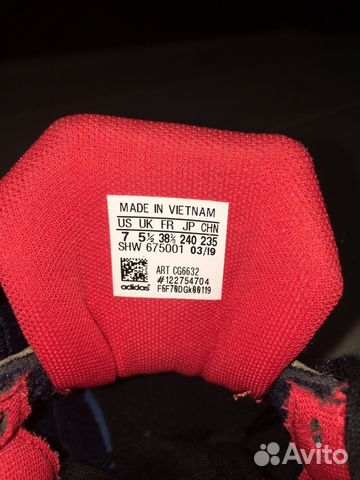 MADE IN VIETNAM
US UK FR JP CHN
7 5½ 38⅔ 240 235
SHW 675001 03/19
ART CG6632
#122754704
adidas F6F70DGk00119
Avito